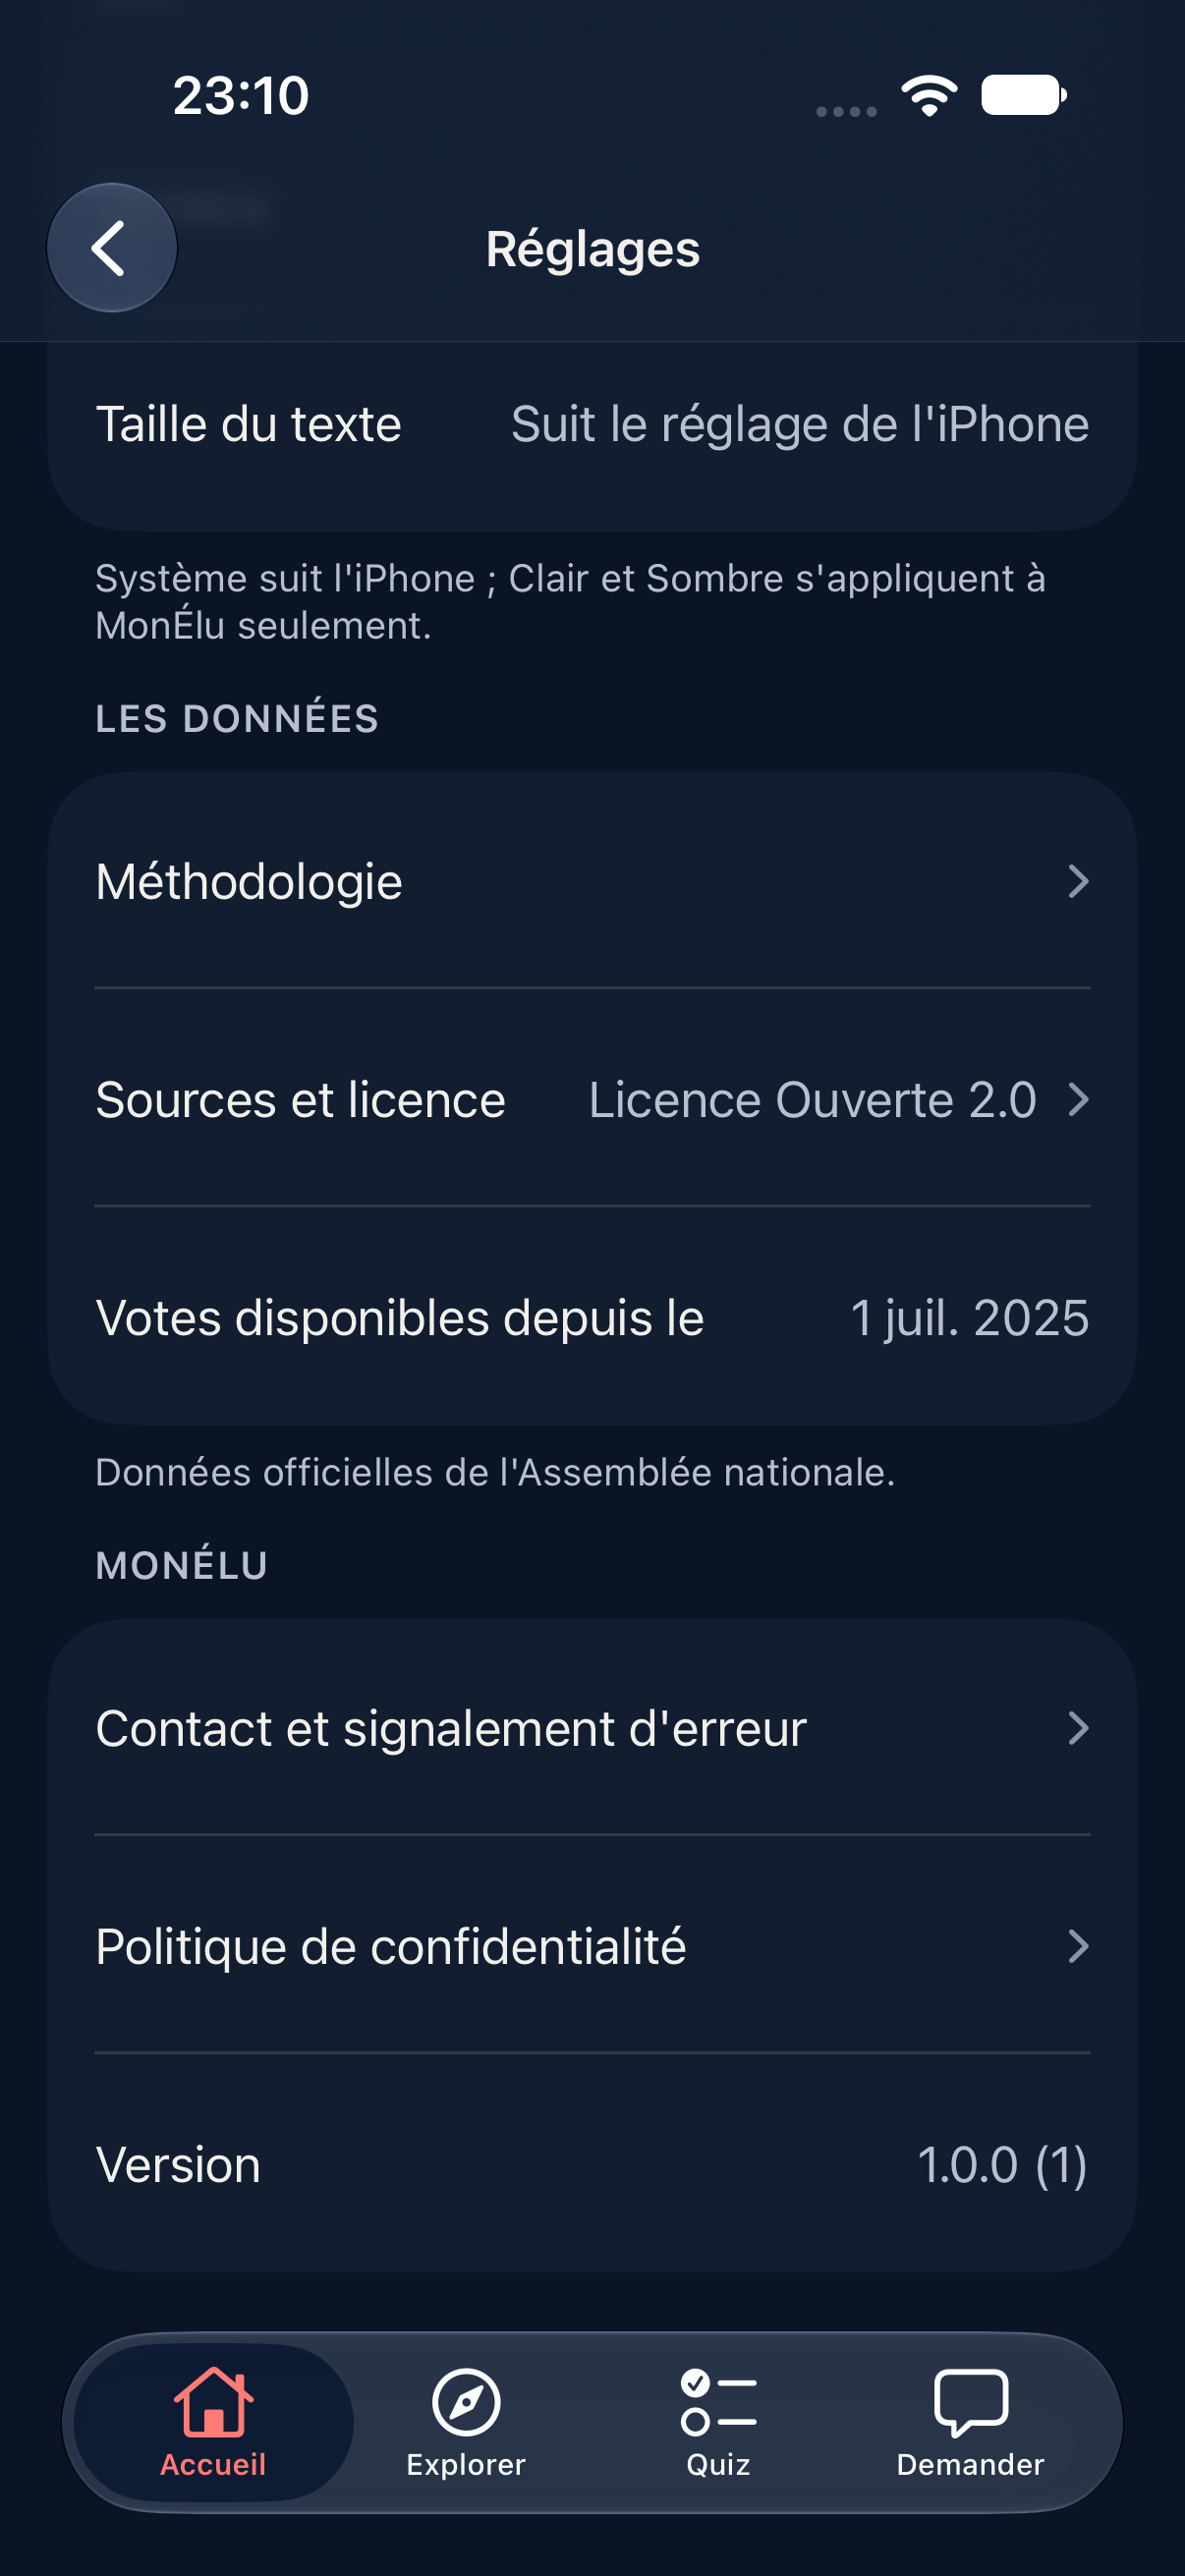 23:10
Réglages
Taille du texte Suit le réglage de l'iPhone
Système suit l'iPhone ; Clair et Sombre s'appliquent à
MonÉlu seulement.
LES DONNÉES
Méthodologie
Sources et licence Licence Ouverte 2.0
Votes disponibles depuis le 1 juil. 2025
Données officielles de l'Assemblée nationale.
MONÉLU
Contact et signalement d'erreur
Politique de confidentialité
Version 1.0.0 (1)
Accueil Explorer Quiz Demander